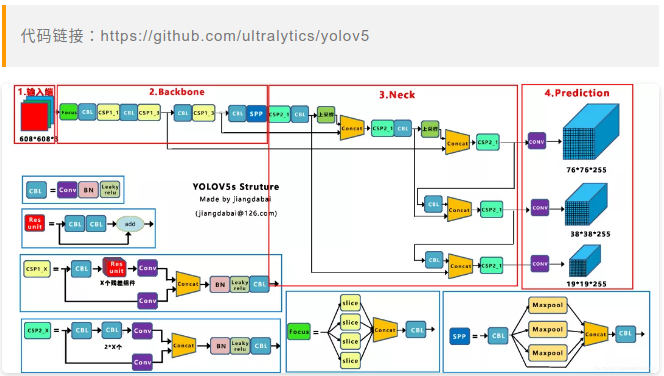 代码链接：https://github.com/ultralytics/yolov5
1.输入端
2.Backbone
3.Neck
4.Prediction
608*608*3
Focus CBL CSP1_1 CBL CSP1_3 CBL CSP1_3 CBL SPP CSP2_1 CBL 上采样 Concat CSP2_1 CBL 上采样 Concat CSP2_1 CONV
76*76*255
CBL Concat CSP2_1 CONV
38*38*255
CBL Concat CSP2_1 CONV
19*19*255
YOLOV5s Struture
Made by jiangdabai
(jiangdabai@126.com)
CBL = Conv BN Leaky relu
Res unit = CBL CBL add
CSP1_X = CBL Res unit Conv Concat BN Leaky relu CBL
X个残差组件
Conv
CSP2_X = CBL CBL Conv Concat BN Leaky relu CBL
2*X个
Conv
Focus = slice slice slice slice Concat CBL
SPP = CBL Maxpool Maxpool Maxpool Concat CBL